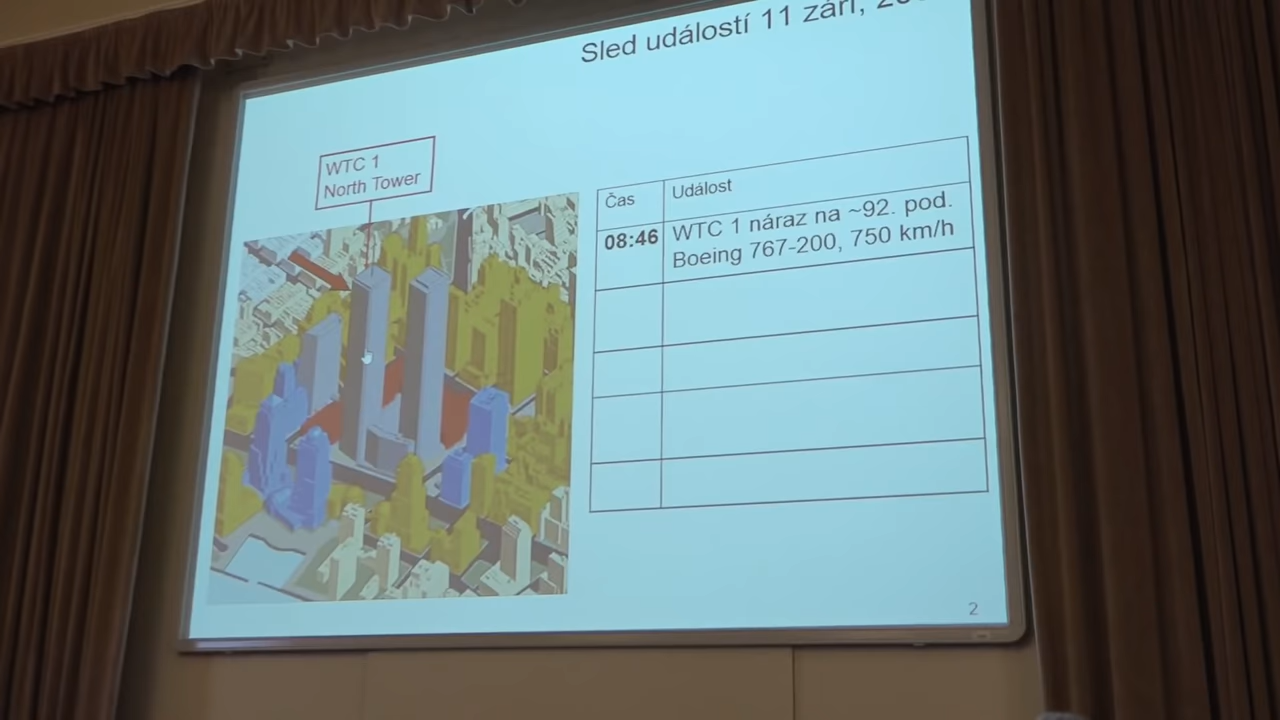 Sled událostí 11 září,
WTC 1
North Tower
Čas
Událost
08:46
WTC 1 náraz na ~92. pod.
Boeing 767-200, 750 km/h
2